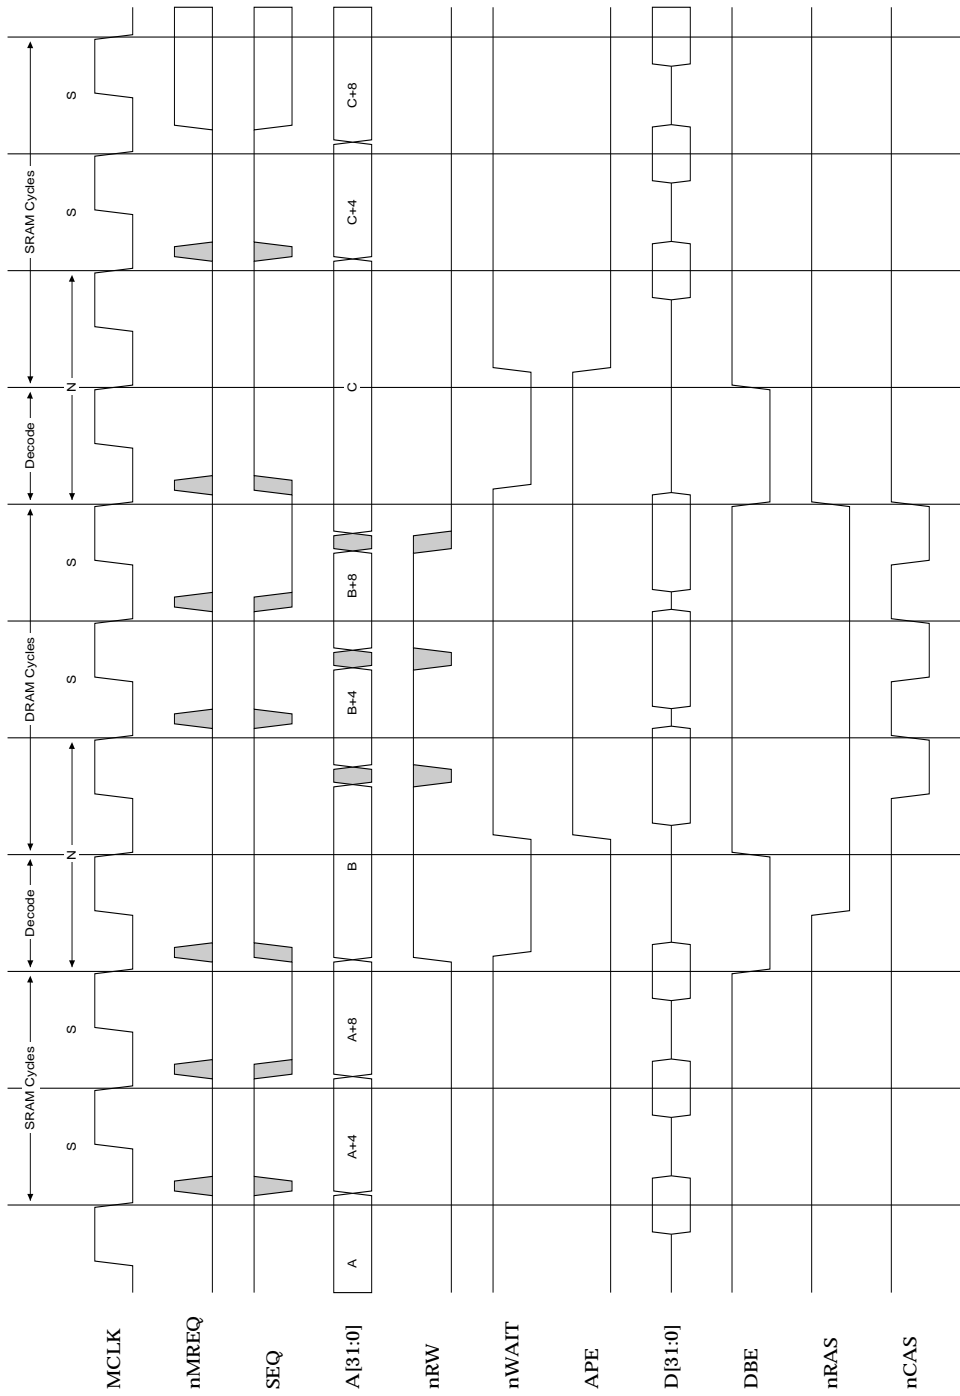 SRAM Cycles
Decode
DRAM Cycles
Decode
SRAM Cycles
S
S
N
S
S
N
S
S
MCLK
nMREQ
SEQ
A[31:0]
A
A+4
A+8
B
B+4
B+8
C
C+4
C+8
nRW
nWAIT
APE
D[31:0]
DBE
nRAS
nCAS